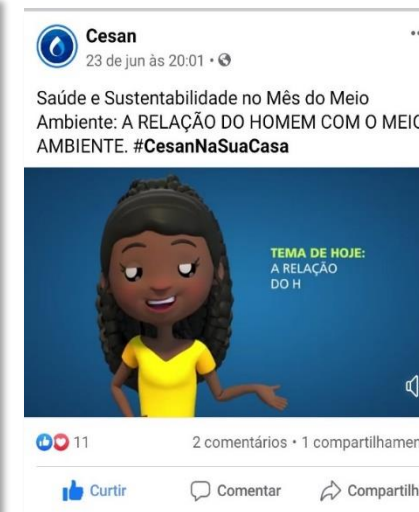 Cesan
23 de jun às 20:01
Saúde e Sustentabilidade no Mês do Meio
Ambiente: A RELAÇÃO DO HOMEM COM O MEIO
AMBIENTE. #CesanNaSuaCasa
TEMA DE HOJE:
A RELAÇÃO
DO H
11
2 comentários • 1 compartilhamen
Curtir
Comentar
Compartilh